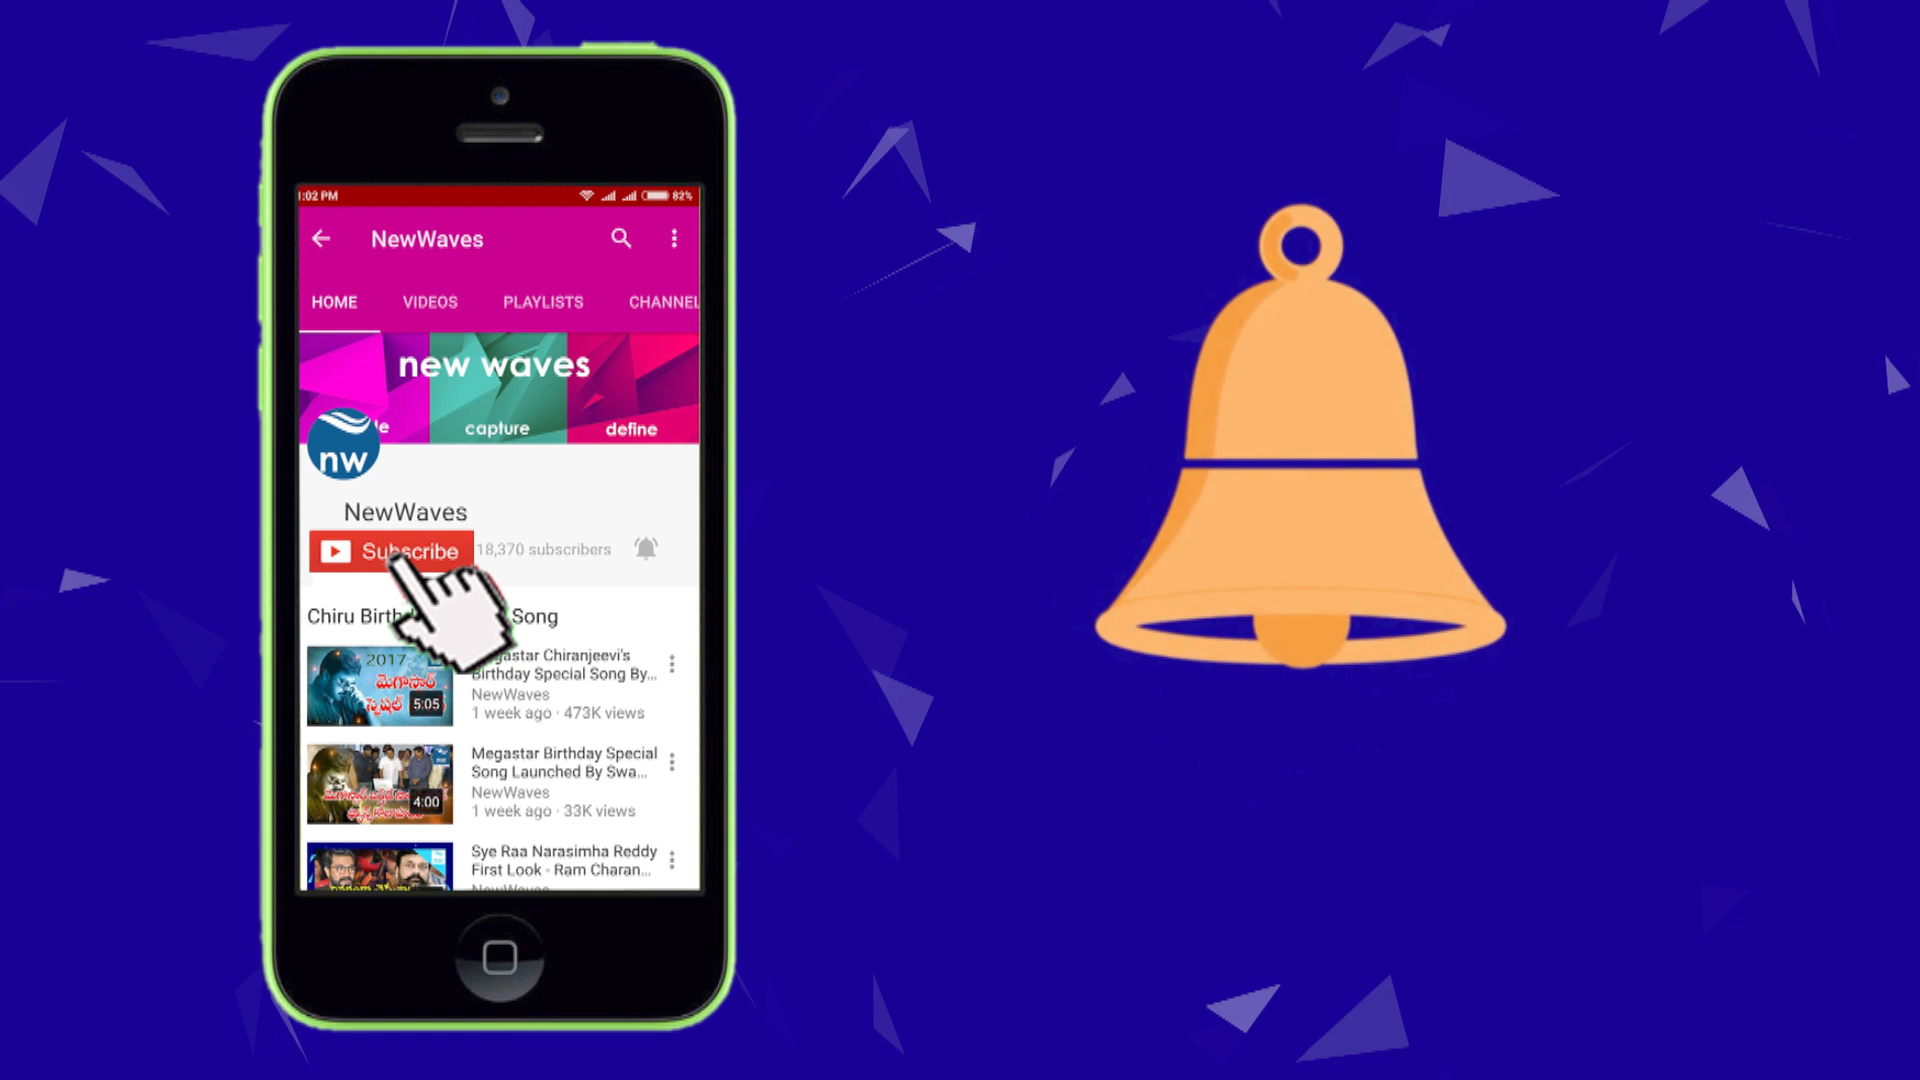 1:02 PM
82%
NewWaves
HOME VIDEOS PLAYLISTS CHANNEL
new waves
capture define
nw
NewWaves
Subscribe 18,370 subscribers
Chiru Song
2017
మెగాస్టార్
స్పెషల్
5:05
Chiranjeevi's
Birthday Special Song By...
NewWaves
1 week ago · 473K views
4:00
Megastar Birthday Special
Song Launched By Swa...
NewWaves
1 week ago · 33K views
Sye Raa Narasimha Reddy
First Look - Ram Charan...
NewWaves